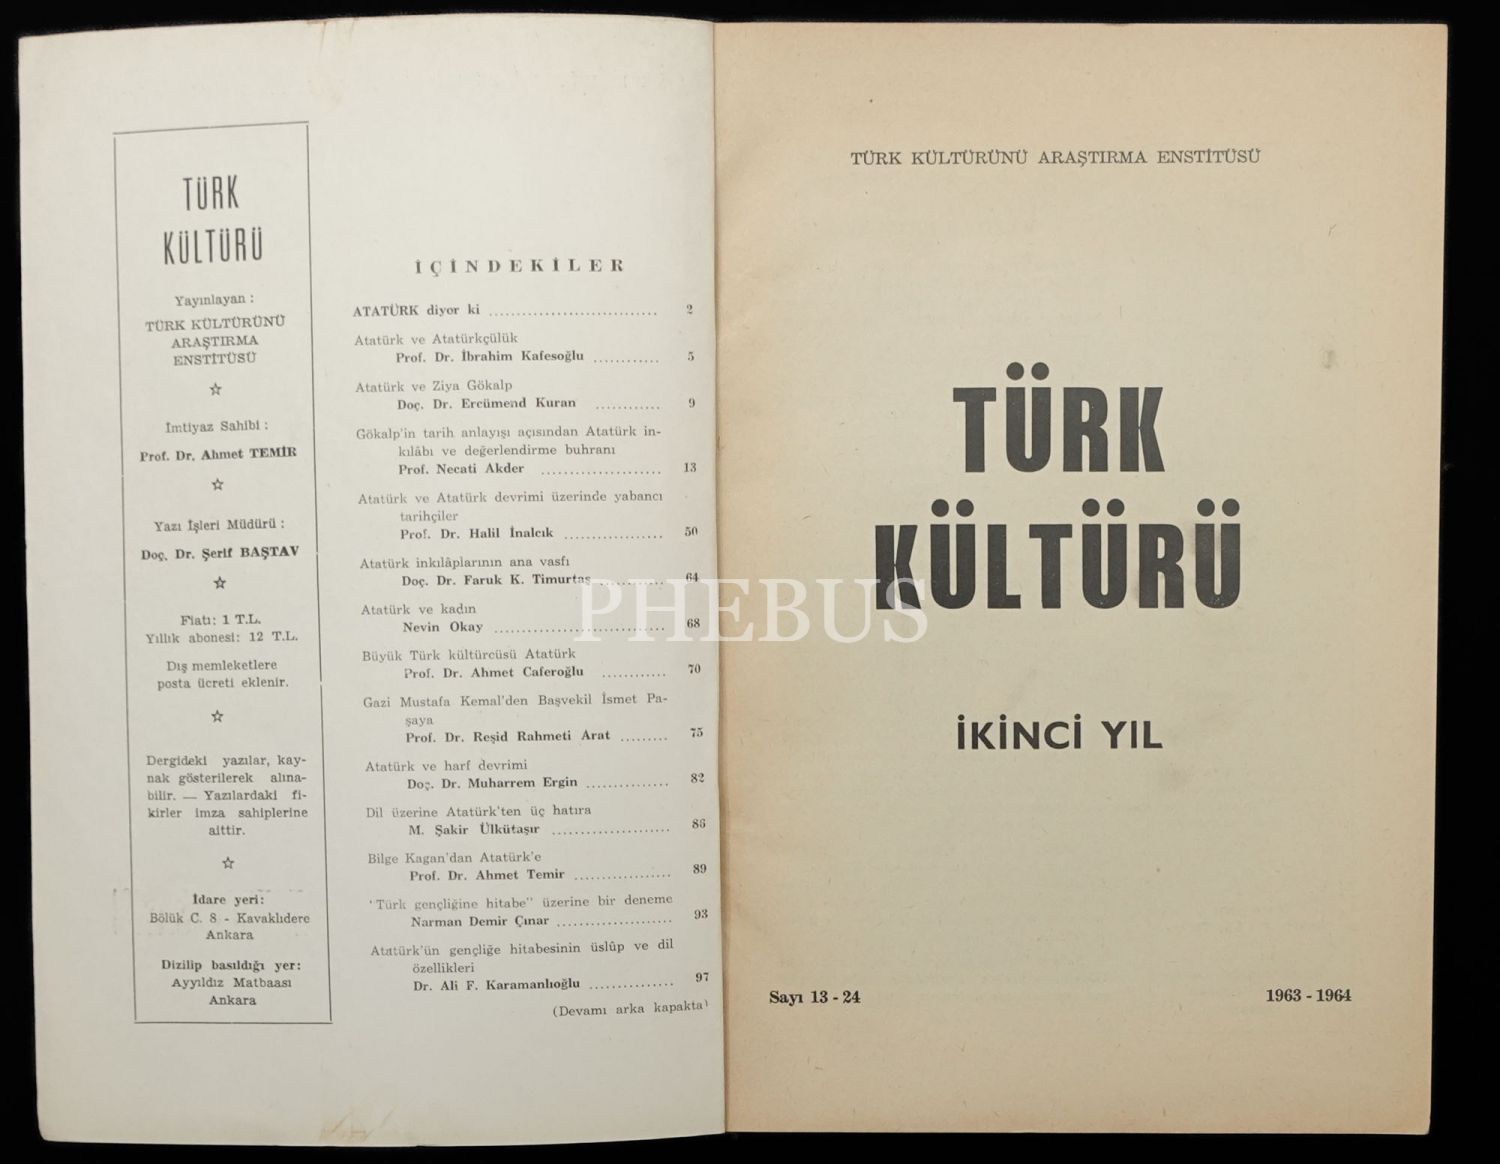 TÜRK
KÜLTÜRÜ
Yayınlayan :
TÜRK KÜLTÜRÜNÜ
ARAŞTIRMA
ENSTİTÜSÜ
☆
İmtiyaz Sahibi :
Prof. Dr. Ahmet TEMİR
☆
Yazı İşleri Müdürü :
Doç. Dr. Şerif BAŞTAV
☆
Fiatı: 1 T.L.
Yıllık abonesi: 12 T.L.
Dış memleketlere
posta ücreti eklenir.
☆
Dergideki yazılar, kay-
nak gösterilerek alına-
bilir. — Yazılardaki fi-
kirler imza sahiplerine
aittir.
☆
İdare yeri:
Bölük C. 8 - Kavaklıdere
Ankara
Dizilip basıldığı yer:
Ayyıldız Matbaası
Ankara
İÇİNDEKİLER
ATATÜRK diyor ki .............................. 2
Atatürk ve Atatürkçülük
Prof. Dr. İbrahim Kafesoğlu ............ 5
Atatürk ve Ziya Gökalp
Doç. Dr. Ercümend Kuran ............ 9
Gökalp'in tarih anlayışı açısından Atatürk in-
kılâbı ve değerlendirme buhranı
Prof. Necati Akder ...................... 13
Atatürk ve Atatürk devrimi üzerinde yabancı
tarihçiler
Prof. Dr. Halil İnalcık .................. 50
Atatürk inkılâplarının ana vasfı
Doç. Dr. Faruk K. Timurtaş ............ 64
Atatürk ve kadın
Nevin Okay ............................... 68
Büyük Türk kültürcüsü Atatürk
Prof. Dr. Ahmet Caferoğlu ............ 70
Gazi Mustafa Kemal'den Başvekil İsmet Pa-
şaya
Prof. Dr. Reşid Rahmeti Arat ......... 75
Atatürk ve harf devrimi
Doç. Dr. Muharrem Ergin ............... 82
Dil üzerine Atatürk'ten üç hatıra
M. Şakir Ülkütaşır ...................... 86
Bilge Kagan'dan Atatürk'e
Prof. Dr. Ahmet Temir .................. 89
"Türk gençliğine hitabe" üzerine bir deneme
Narman Demir Çınar ..................... 93
Atatürk'ün gençliğe hitabesinin üslûp ve dil
özellikleri
Dr. Ali F. Karamanlıoğlu ............... 97
(Devamı arka kapakta)
TÜRK KÜLTÜRÜNÜ ARAŞTIRMA ENSTİTÜSÜ
TÜRK
KÜLTÜRÜ
İKİNCİ YIL
Sayı 13 - 24
1963 - 1964
PHEBUS